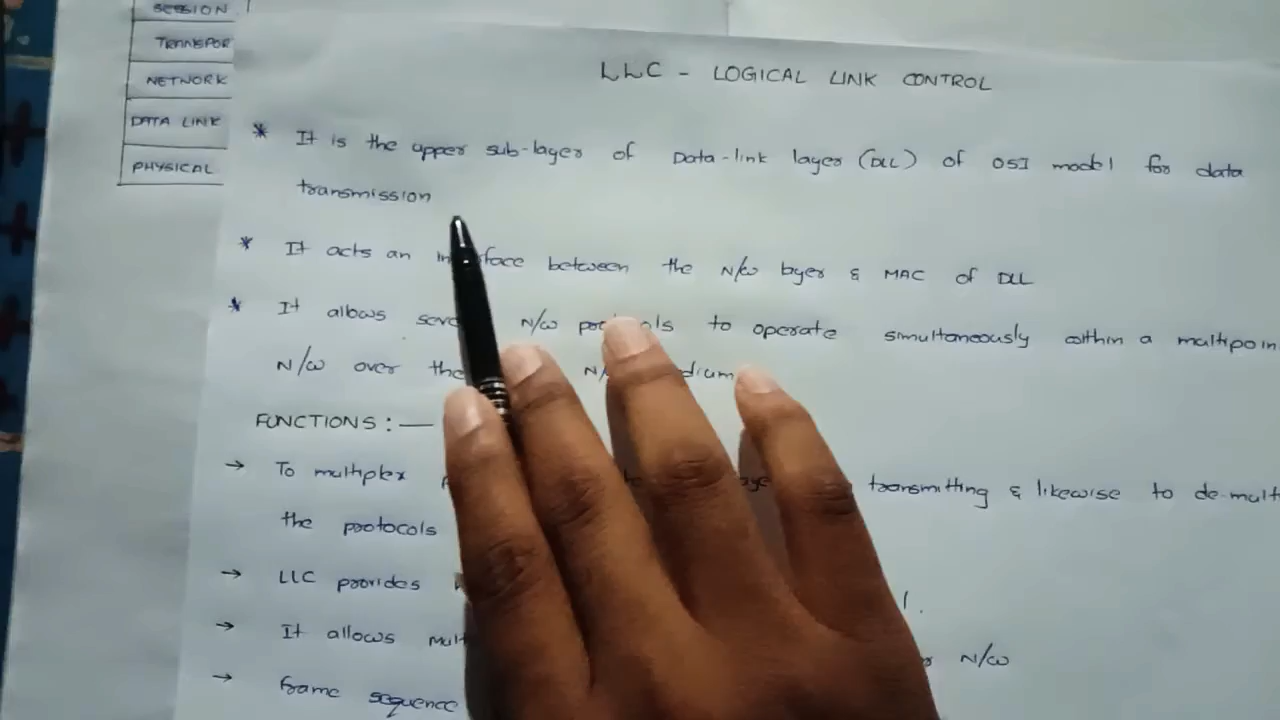 SESSION
TRANSPOR
NETWORK
DATA LINK
PHYSICAL
LLC - LOGICAL LINK CONTROL
* It is the upper sub-layer of Data-link layer (DLL) of OSI model for data
transmission
* It acts an between the N/W layer & MAC of DLL
* It allows N/W to operate simultaneously within a multipoin
N/W over the
FUNCTIONS :—
→ To multiplex transmitting & likewise to de-mult
the protocols
→ LLC provides
→ It allows N/W
→ frame sequence